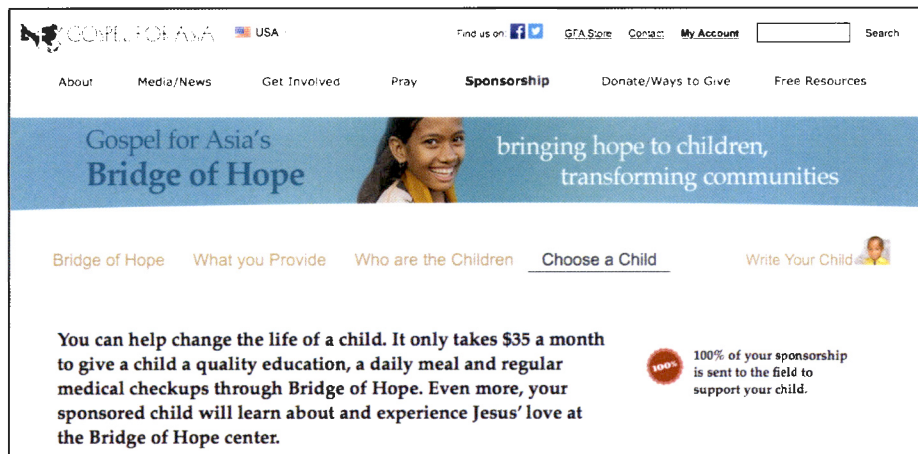 GOSPEL FOR ASIA USA Find us on: GFA Store Contact My Account Search
About Media/News Get Involved Pray Sponsorship Donate/Ways to Give Free Resources
Gospel for Asia's
Bridge of Hope
bringing hope to children,
transforming communities
Bridge of Hope What you Provide Who are the Children Choose a Child Write Your Child
You can help change the life of a child. It only takes $35 a month
to give a child a quality education, a daily meal and regular
medical checkups through Bridge of Hope. Even more, your
sponsored child will learn about and experience Jesus' love at
the Bridge of Hope center.
100%
100% of your sponsorship
is sent to the field to
support your child.